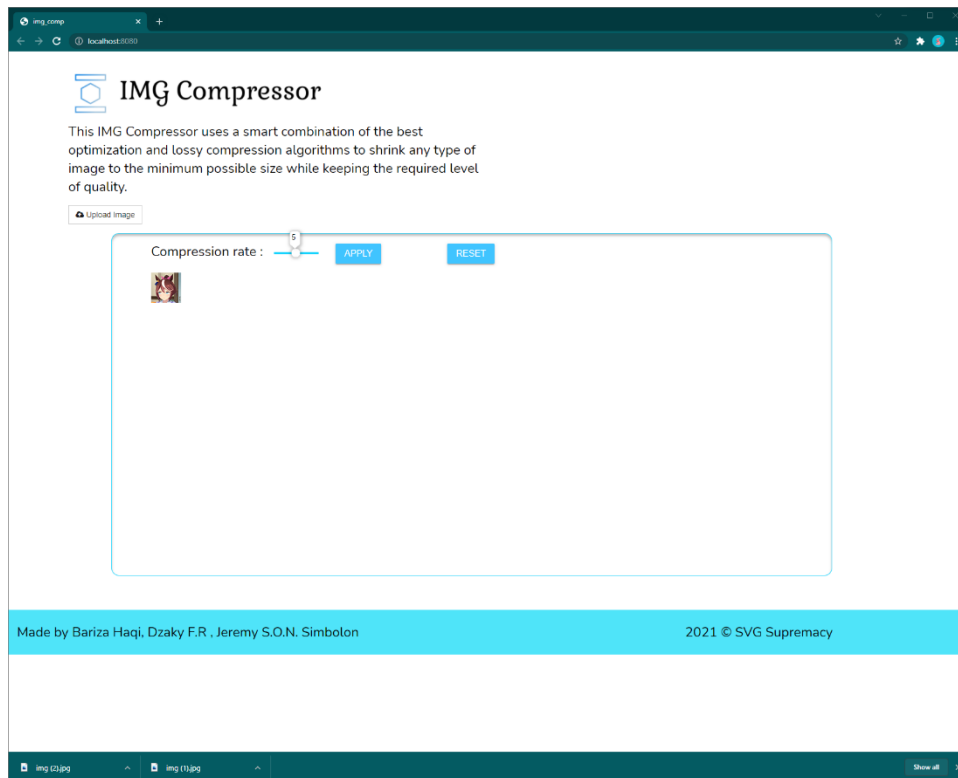 img_comp
localhost:8080
IMG Compressor
This IMG Compressor uses a smart combination of the best
optimization and lossy compression algorithms to shrink any type of
image to the minimum possible size while keeping the required level
of quality.
Upload Image
5
Compression rate : APPLY RESET
Made by Bariza Haqi, Dzaky F.R , Jeremy S.O.N. Simbolon 2021 © SVG Supremacy
img (2).jpg img (1).jpg Show all